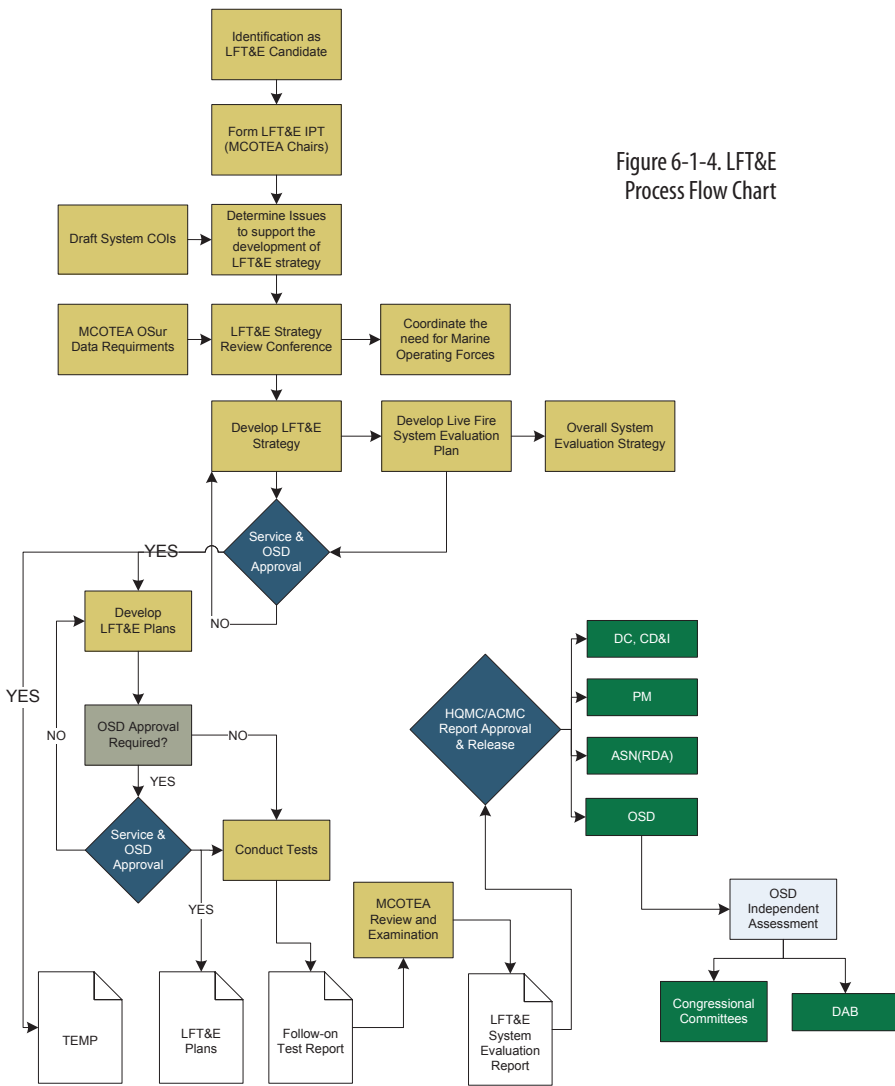 Identification as
LFT&E Candidate
Form LFT&E IPT
(MCOTEA Chairs)
Figure 6-1-4. LFT&E
Process Flow Chart
Draft System COIs
Determine Issues
to support the
development of
LFT&E strategy
MCOTEA OSur
Data Requirments
LFT&E Strategy
Review Conference
Coordinate the
need for Marine
Operating Forces
Develop LFT&E
Strategy
Develop Live Fire
System Evaluation
Plan
Overall System
Evaluation Strategy
Service &
OSD
Approval
YES
NO
Develop
LFT&E Plans
YES
NO
OSD Approval
Required?
NO
YES
Service &
OSD
Approval
YES
Conduct Tests
HQMC/ACMC
Report Approval
& Release
DC, CD&I
PM
ASN(RDA)
OSD
MCOTEA
Review and
Examination
OSD
Independent
Assessment
TEMP
LFT&E
Plans
Follow-on
Test Report
LFT&E
System
Evaluation
Report
Congressional
Committees
DAB